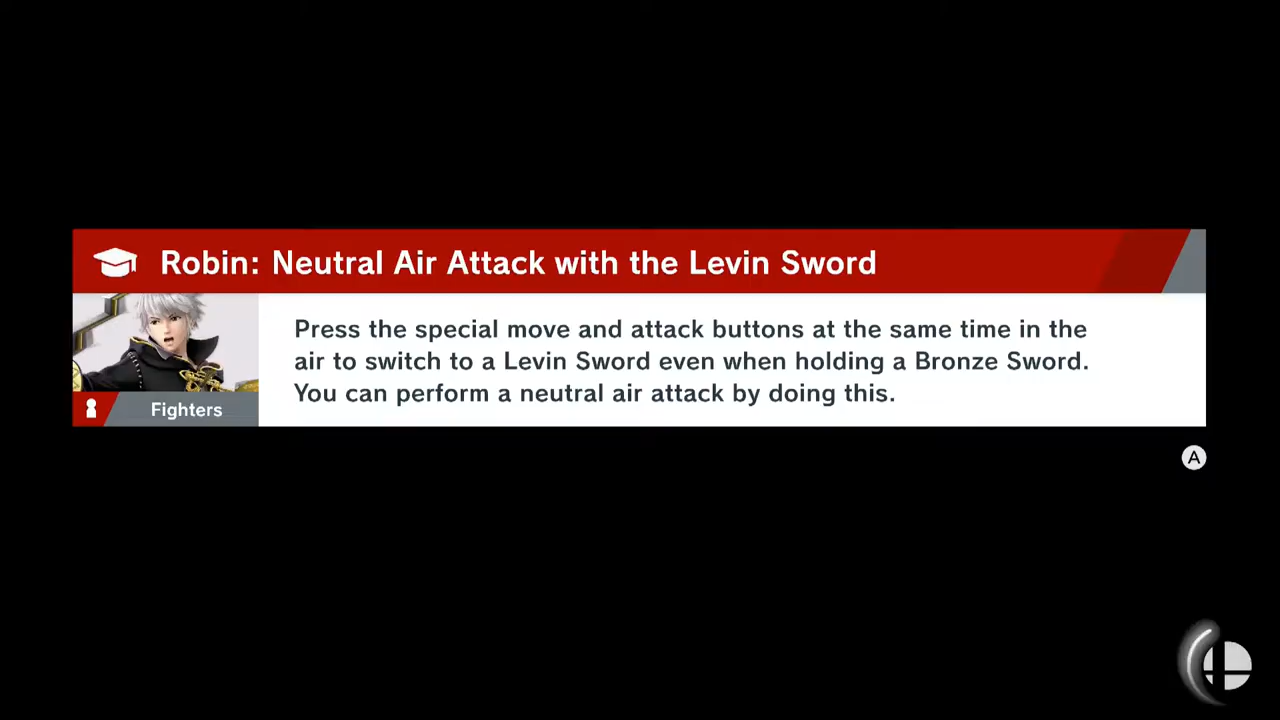 Robin: Neutral Air Attack with the Levin Sword
Press the special move and attack buttons at the same time in the
air to switch to a Levin Sword even when holding a Bronze Sword.
You can perform a neutral air attack by doing this.
Fighters
A